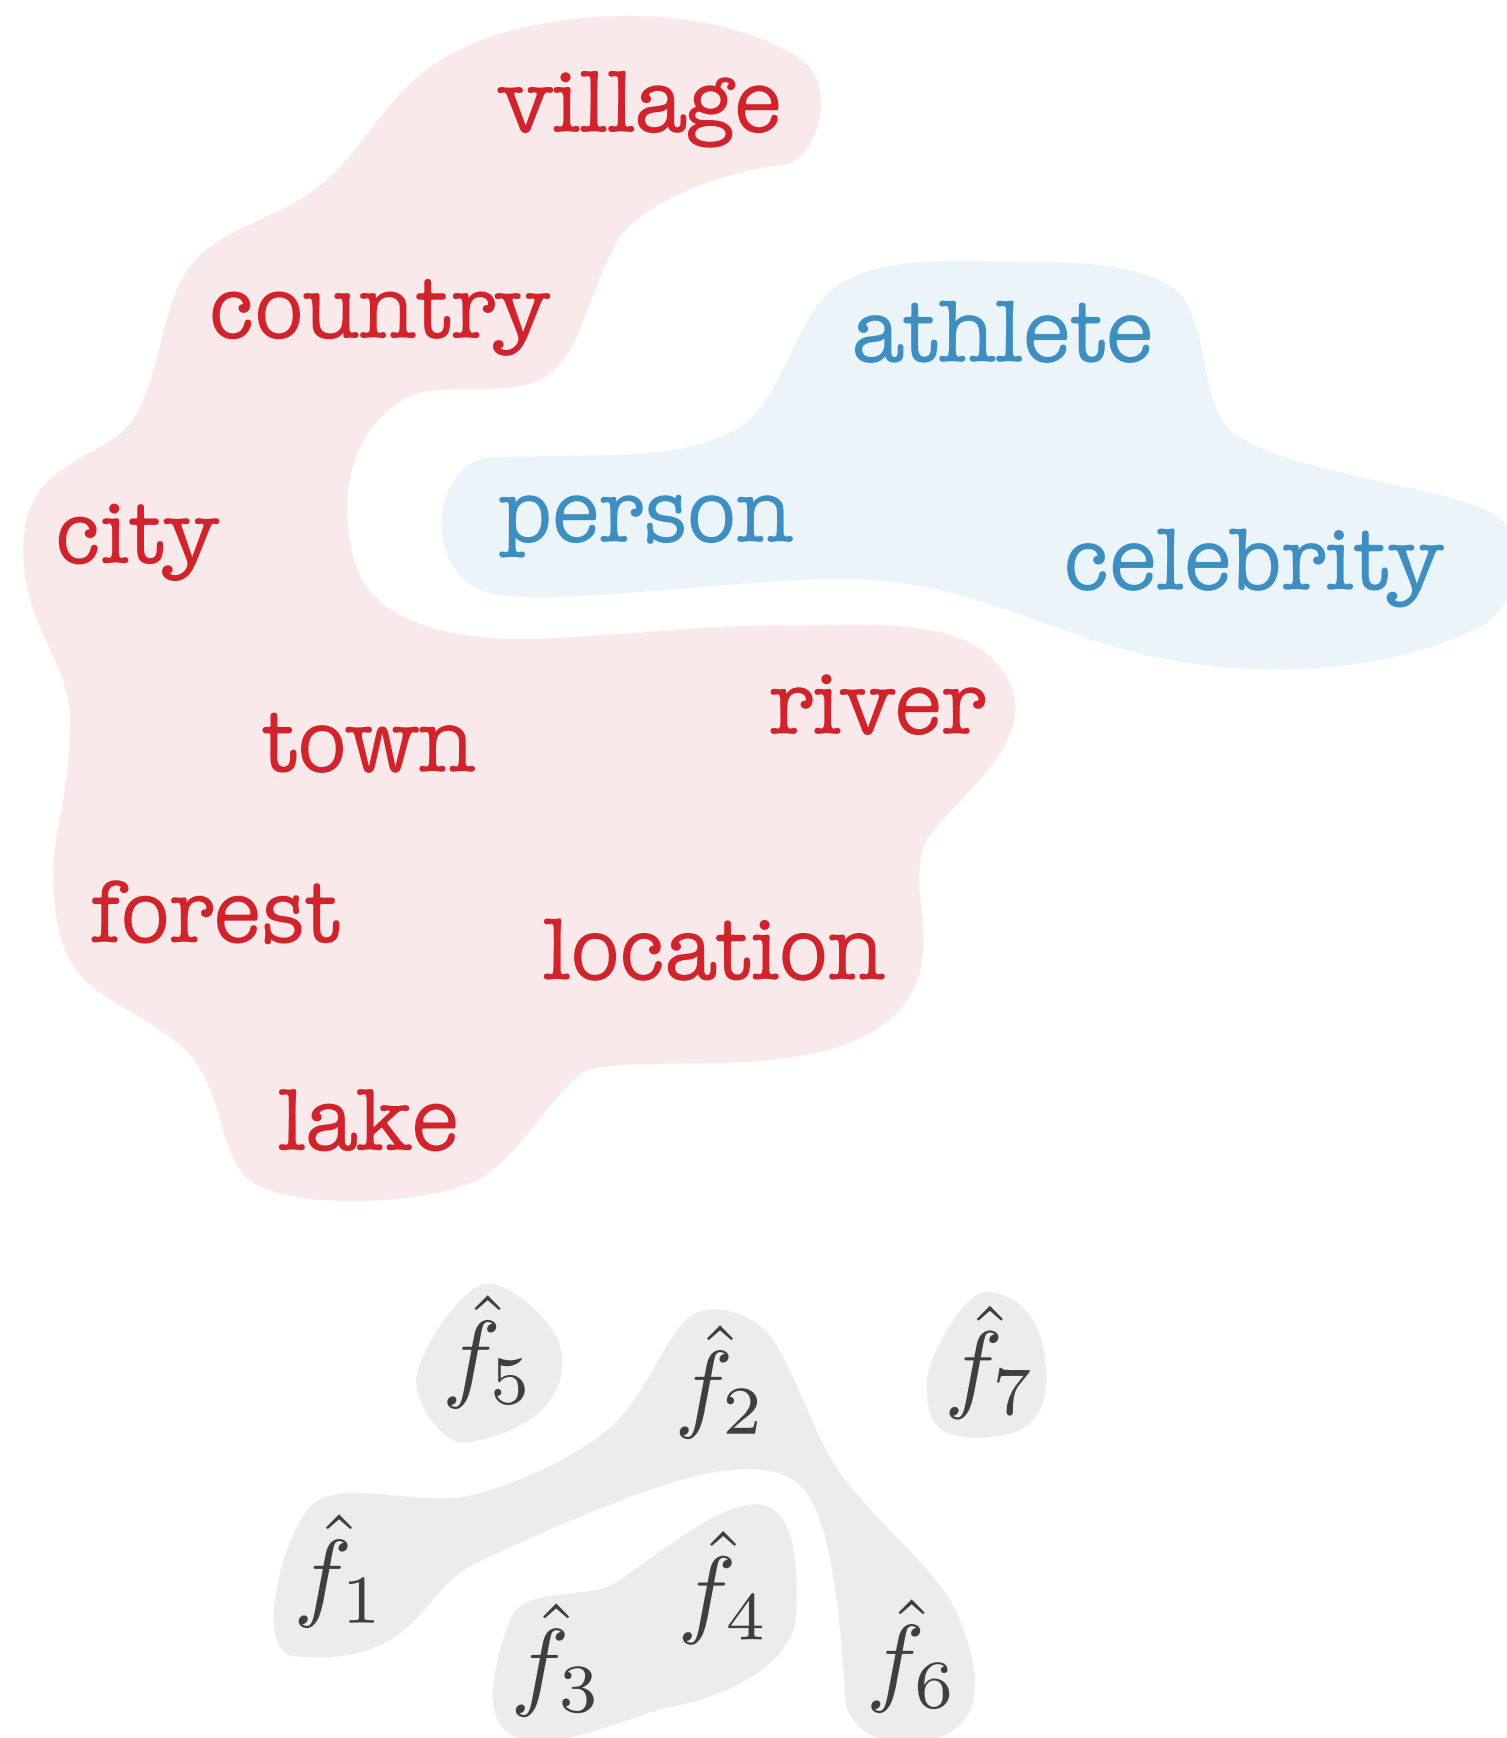 village
country
athlete
person
city
celebrity
river
town
forest
location
lake
f̂₅
f̂₂
f̂₇
f̂₁
f̂₄
f̂₃
f̂₆